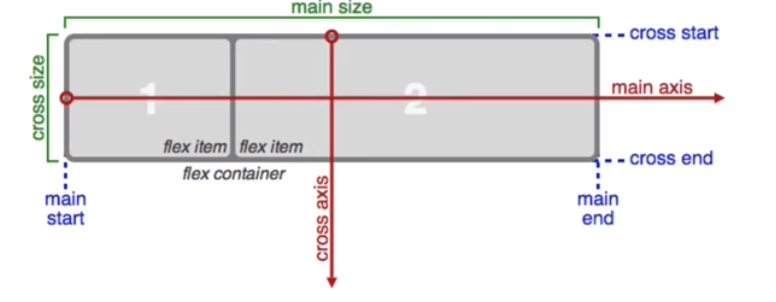 main size
cross start
cross size
1
2
main axis
flex item
flex item
cross end
flex container
main
start
cross axis
main
end